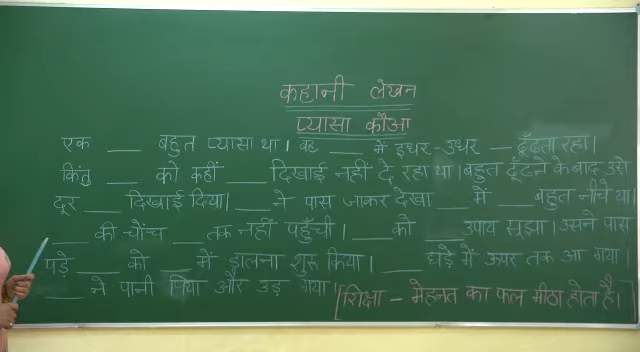 कहानी लेखन
प्यासा कौआ
एक ___ बहुत प्यासा था। वह ___ में इधर-उधर ___ ढूँढता रहा।
किंतु ___ को कहीं ___ दिखाई नहीं दे रहा था। बहुत ढूंढने के बाद उसे
दूर ___ दिखाई दिया। ___ ने पास जाकर देखा ___ में ___ बहुत नीचे था।
___ की चोंच ___ तक नहीं पहुँची। ___ को ___ उपाय सूझा। उसने पास
पड़े ___ को ___ में डालना शुरू किया। ___ घड़े में ऊपर तक आ गया।
___ ने पानी पिया और उड़ गया।
[शिक्षा - मेहनत का फल मीठा होता है।]